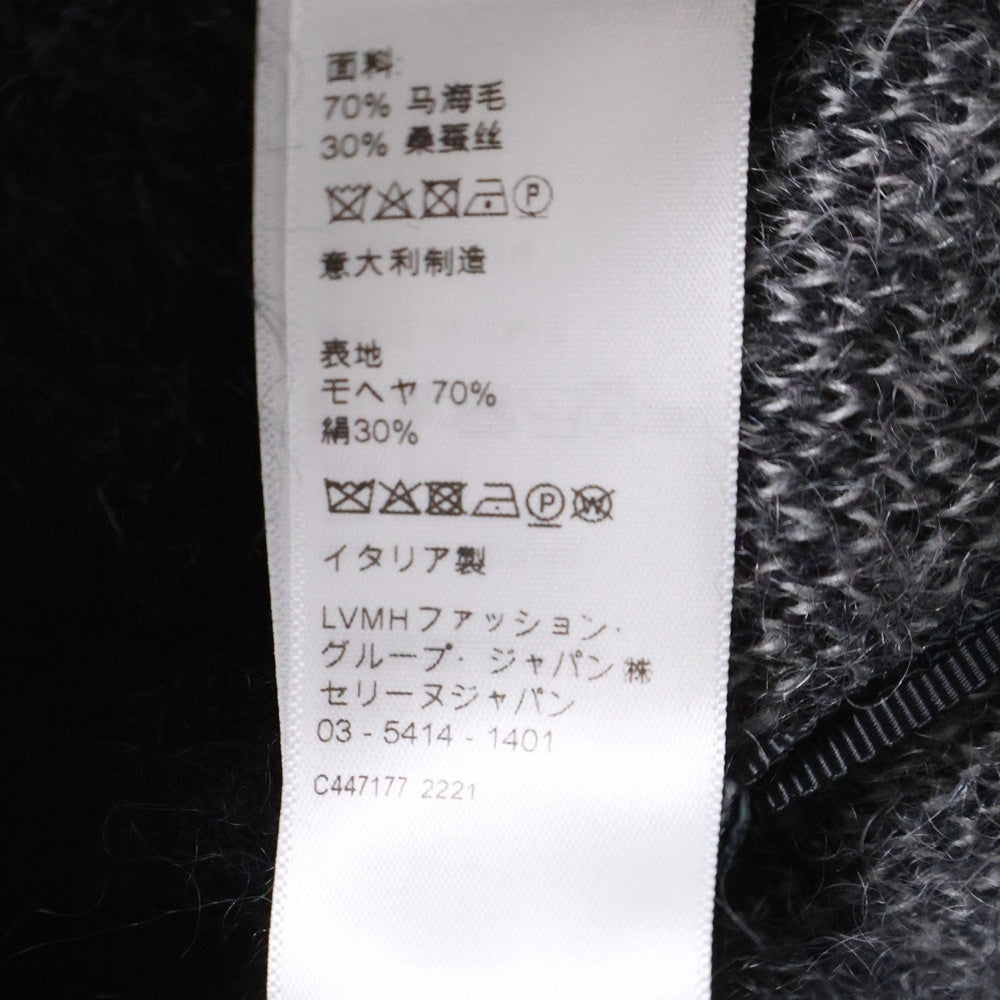 面料:
70% 马海毛
30% 桑蚕丝
P
意大利制造
表地
モヘヤ 70%
絹30%
P W
イタリア製
LVMHファッション・
グループ・ジャパン株
セリーヌジャパン
03 - 5414 - 1401
C447177 2221